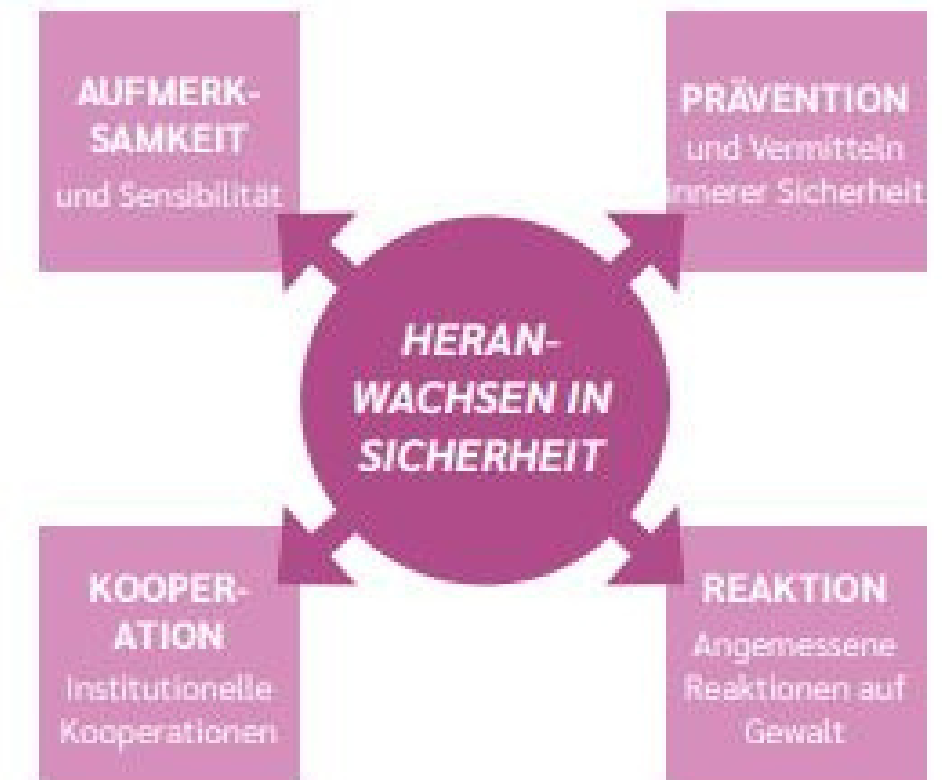 AUFMERK-
SAMKEIT
und Sensibilität
PRÄVENTION
und Vermitteln
innerer Sicherheit
HERAN-
WACHSEN IN
SICHERHEIT
KOOPER-
ATION
Institutionelle
Kooperationen
REAKTION
Angemessene
Reaktionen auf
Gewalt